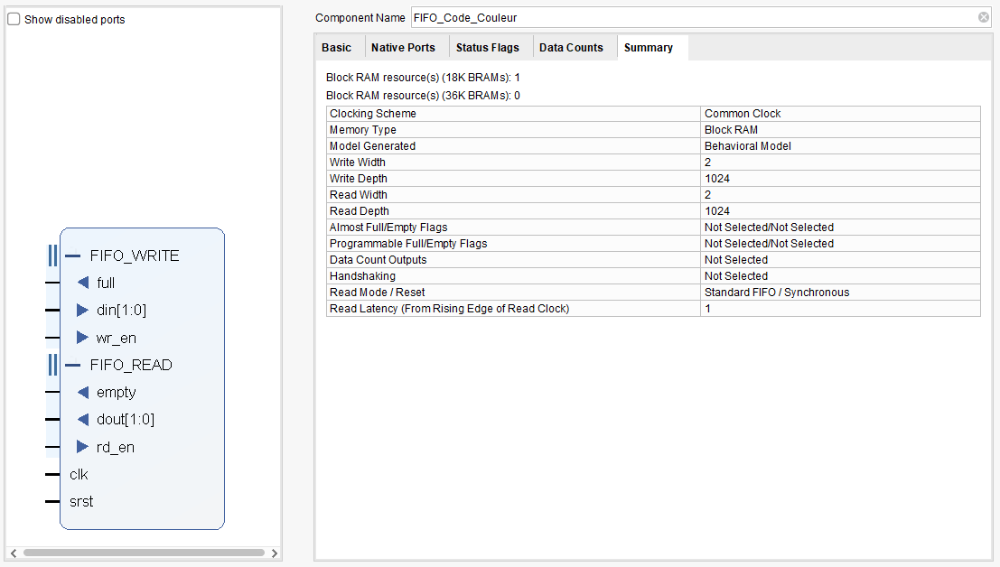 Show disabled ports
FIFO_WRITE
full
din[1:0]
wr_en
FIFO_READ
empty
dout[1:0]
rd_en
clk
srst
Component Name FIFO_Code_Couleur
Basic Native Ports Status Flags Data Counts Summary
Block RAM resource(s) (18K BRAMs): 1
Block RAM resource(s) (36K BRAMs): 0
Clocking Scheme Common Clock
Memory Type Block RAM
Model Generated Behavioral Model
Write Width 2
Write Depth 1024
Read Width 2
Read Depth 1024
Almost Full/Empty Flags Not Selected/Not Selected
Programmable Full/Empty Flags Not Selected/Not Selected
Data Count Outputs Not Selected
Handshaking Not Selected
Read Mode / Reset Standard FIFO / Synchronous
Read Latency (From Rising Edge of Read Clock) 1